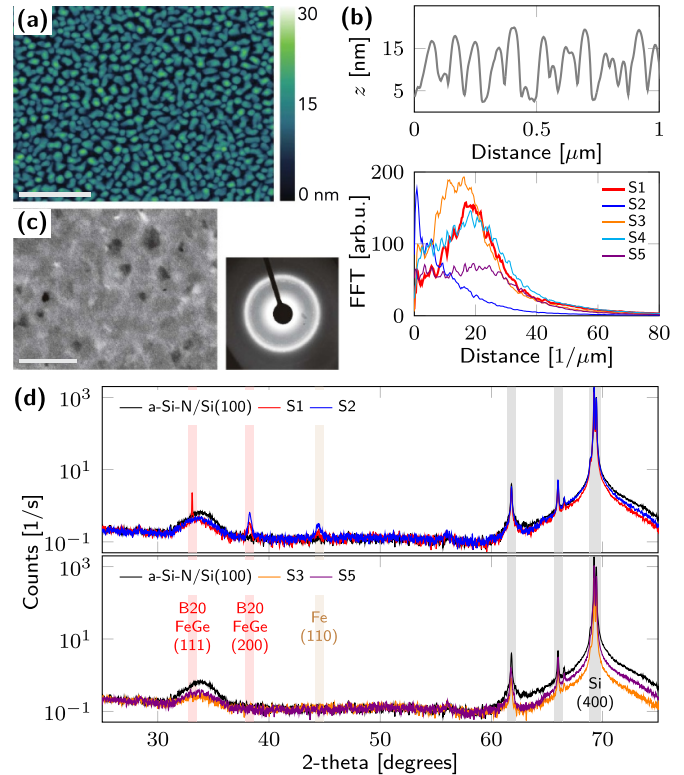 (a)
30
15
0 nm
(b)
z [nm]
15
5
0
0.5
1
Distance [μm]
(c)
FFT [arb.u.]
200
100
0
S1
S2
S3
S4
S5
0
20
40
60
80
Distance [1/μm]
(d)
Counts [1/s]
10³
10¹
10⁻¹
a-Si-N/Si(100)
S1
S2
10³
10¹
10⁻¹
a-Si-N/Si(100)
S3
S5
B20
FeGe
(111)
B20
FeGe
(200)
Fe
(110)
Si
(400)
30
40
50
60
70
2-theta [degrees]